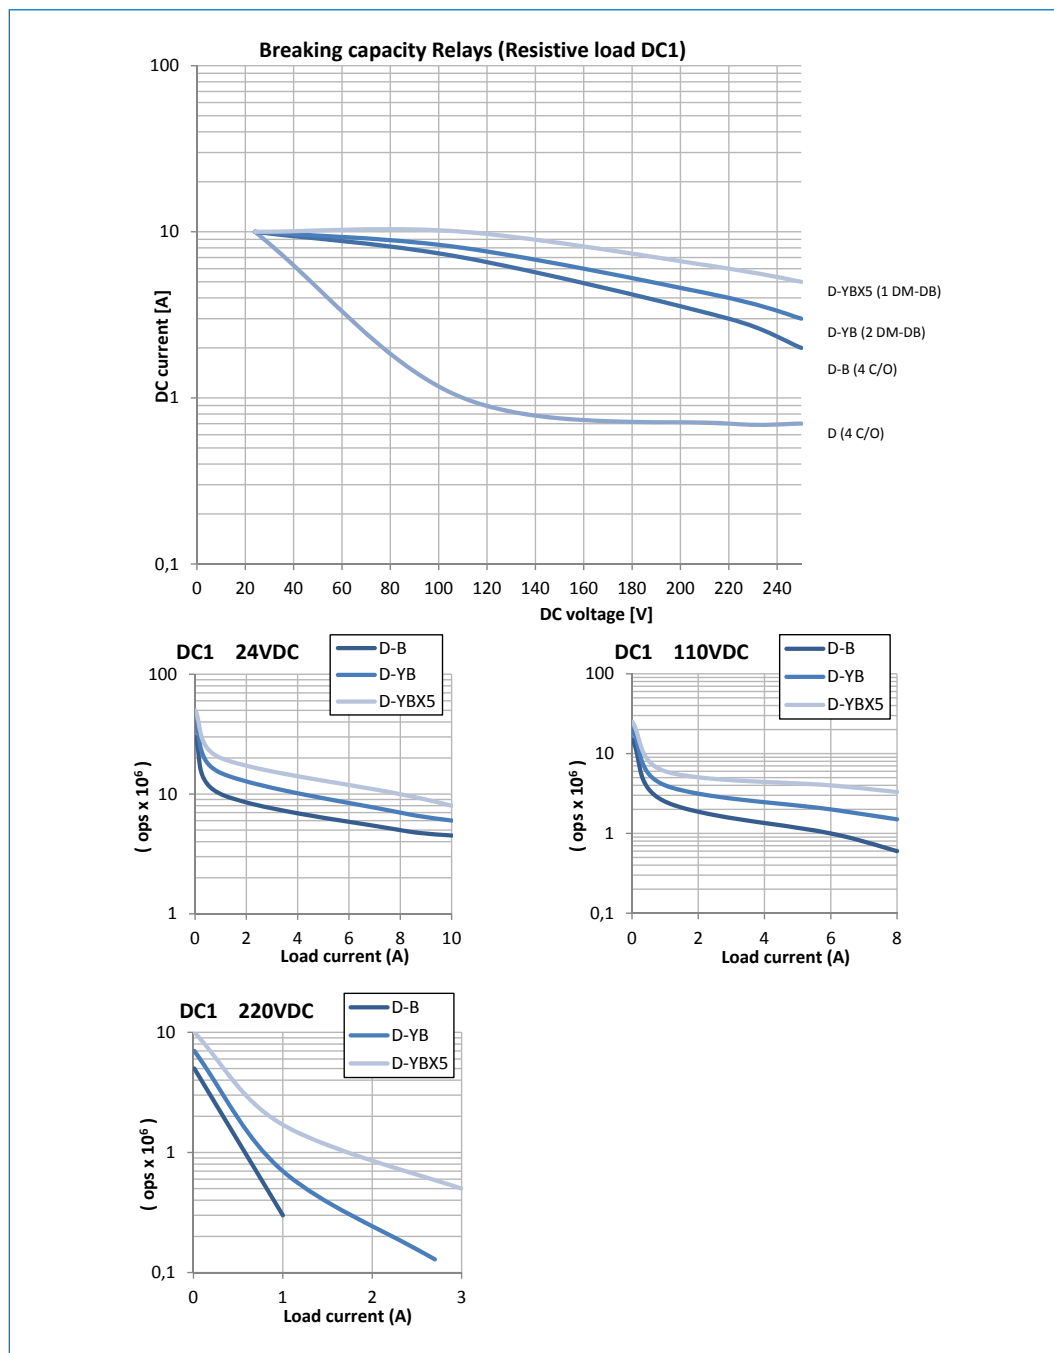 Breaking capacity Relays (Resistive load DC1)
100
10
1
0,1
DC current [A]
0 20 40 60 80 100 120 140 160 180 200 220 240
DC voltage [V]
D-YBX5 (1 DM-DB)
D-YB (2 DM-DB)
D-B (4 C/O)
D (4 C/O)
DC1 24VDC
D-B
D-YB
D-YBX5
100
10
1
( ops x 10⁶ )
0 2 4 6 8 10
Load current (A)
DC1 110VDC
D-B
D-YB
D-YBX5
100
10
1
0,1
( ops x 10⁶ )
0 2 4 6 8
Load current (A)
DC1 220VDC
D-B
D-YB
D-YBX5
10
1
0,1
( ops x 10⁶ )
0 1 2 3
Load current (A)